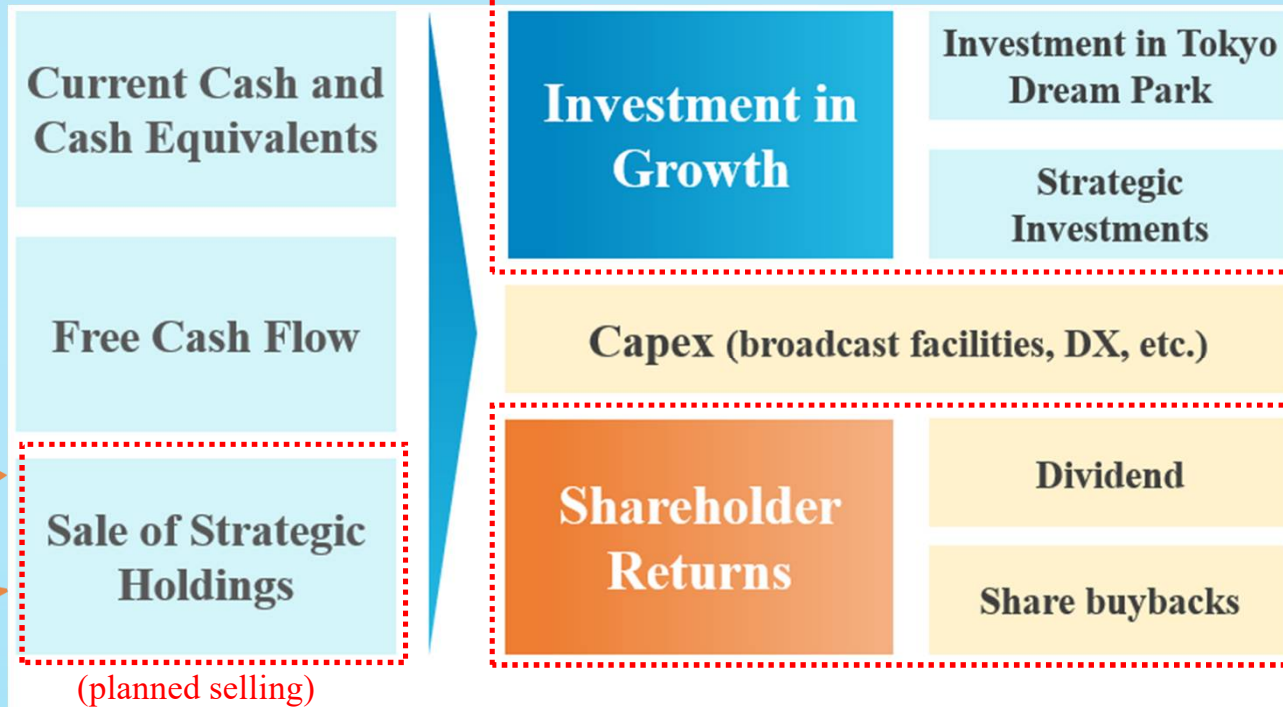 Current Cash and
Cash Equivalents
Free Cash Flow
Sale of Strategic
Holdings
(planned selling)
Investment in
Growth
Investment in Tokyo
Dream Park
Strategic
Investments
Capex (broadcast facilities, DX, etc.)
Shareholder
Returns
Dividend
Share buybacks